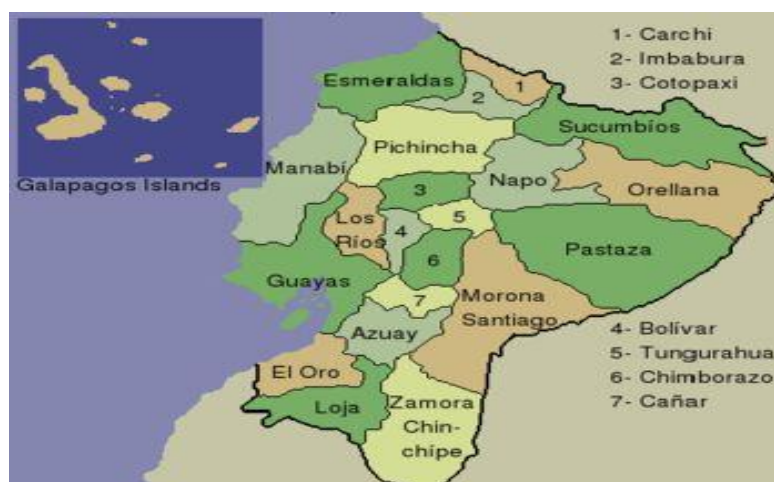 1- Carchi
2- Imbabura
3- Cotopaxi
Esmeraldas
1
2
Sucumbíos
Pichincha
Manabí
Napo
Orellana
Galapagos Islands
3
Los
Ríos
4
5
6
Pastaza
Guayas
7
Morona
Santiago
Azuay
4- Bolívar
5- Tungurahua
6- Chimborazo
7- Cañar
El Oro
Loja
Zamora
Chin-
chípe